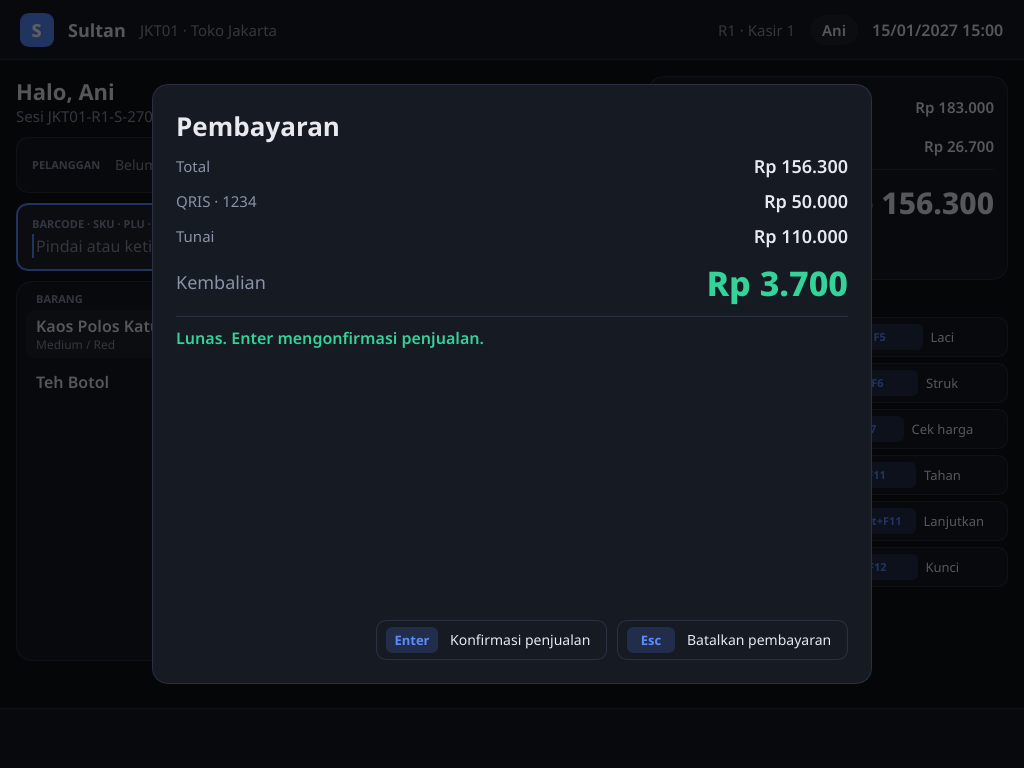 S Sultan JKT01 · Toko Jakarta R1 · Kasir 1 Ani 15/01/2027 15:00
Halo, Ani
Sesi JKT01-R1-S-270
PELANGGAN
BARCODE · SKU · PLU ·
Pindai atau
BARANG
Kaos Polos
Medium / Red
Teh Botol
Pembayaran
Total Rp 156.300
QRIS · 1234 Rp 50.000
Tunai Rp 110.000
Kembalian Rp 3.700
Lunas. Enter mengonfirmasi penjualan.
Enter Konfirmasi penjualan Esc Batalkan pembayaran
Rp 183.000
Rp 26.700
156.300
F5 Laci
F6 Struk
Cek harga
Tahan
Lanjutkan
F12 Kunci